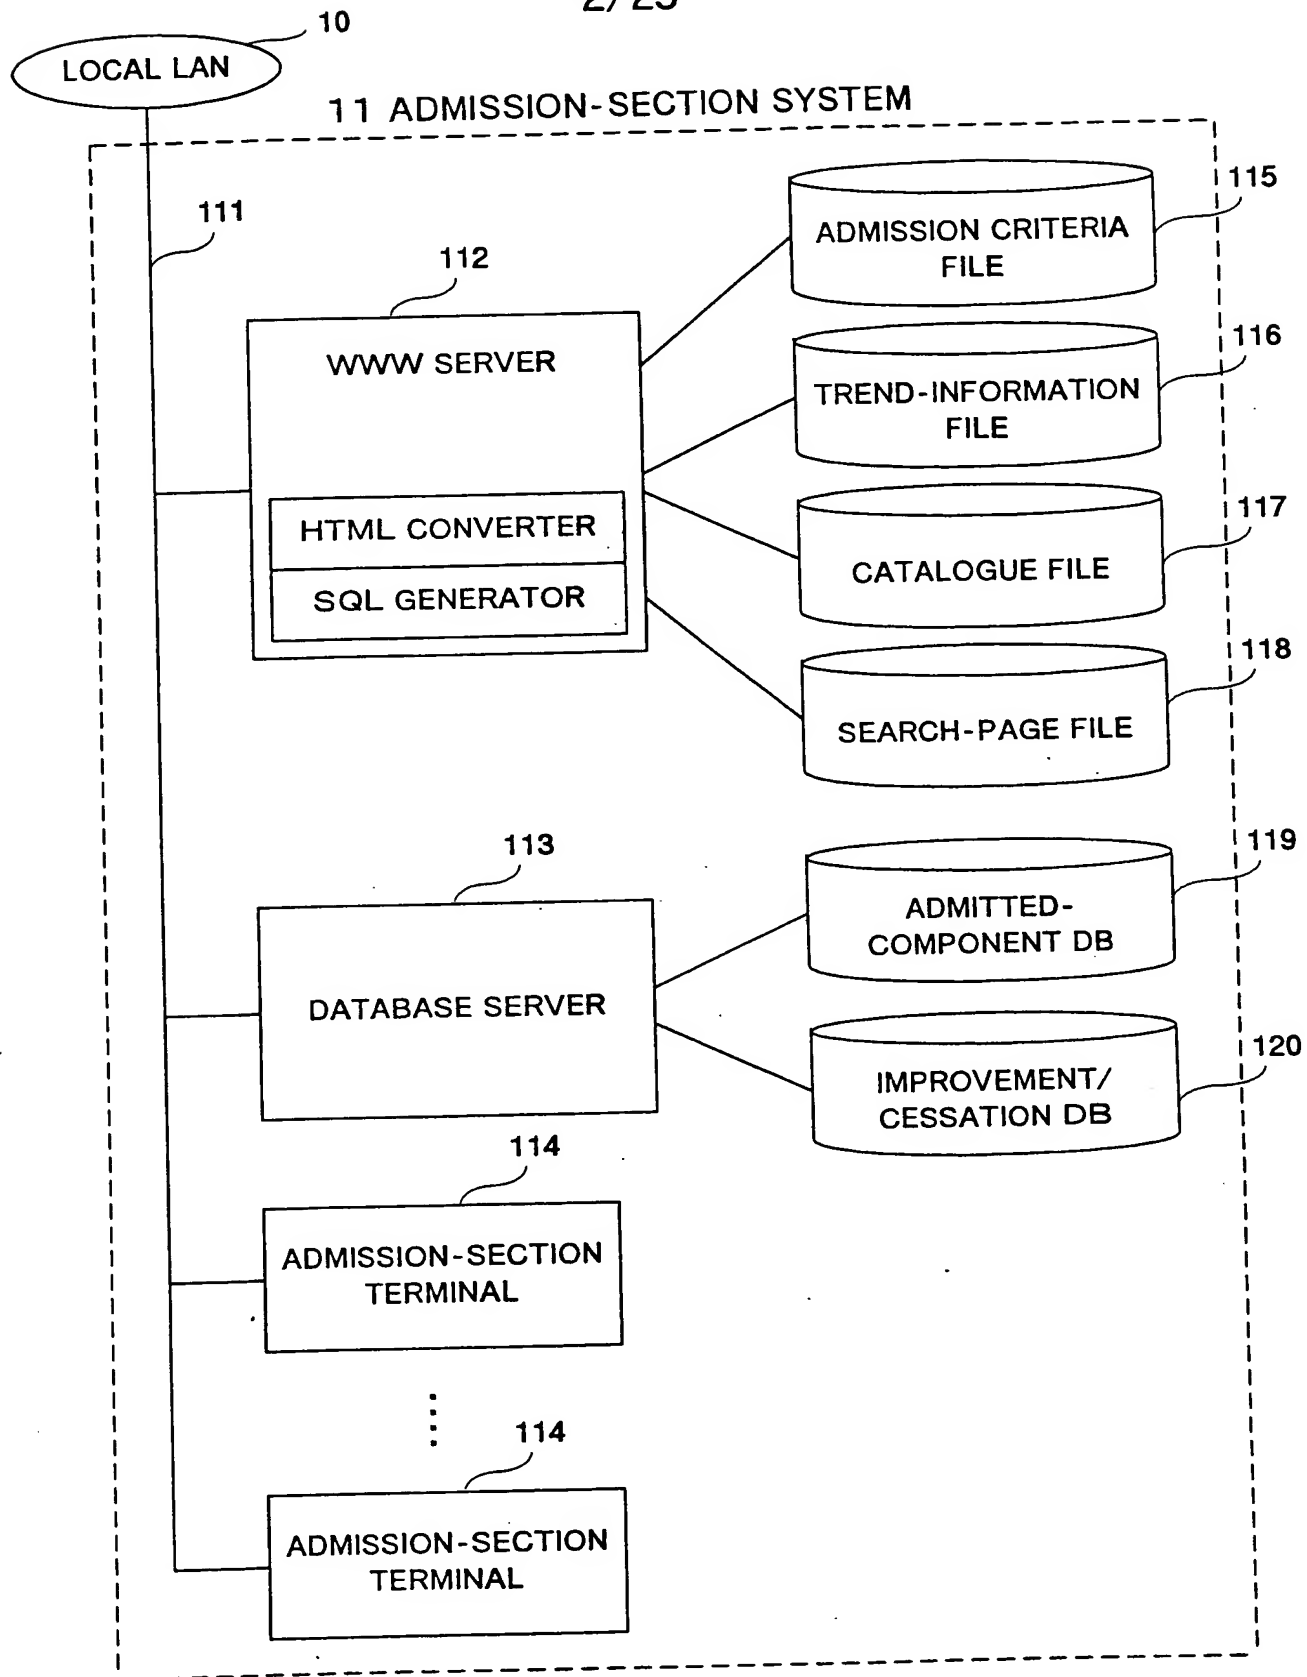 2/25
10
LOCAL LAN
11 ADMISSION-SECTION SYSTEM
111
112
WWW SERVER
HTML CONVERTER
SQL GENERATOR
115
ADMISSION CRITERIA
FILE
116
TREND-INFORMATION
FILE
117
CATALOGUE FILE
118
SEARCH-PAGE FILE
113
DATABASE SERVER
119
ADMITTED-
COMPONENT DB
120
IMPROVEMENT/
CESSATION DB
114
ADMISSION-SECTION
TERMINAL
114
ADMISSION-SECTION
TERMINAL